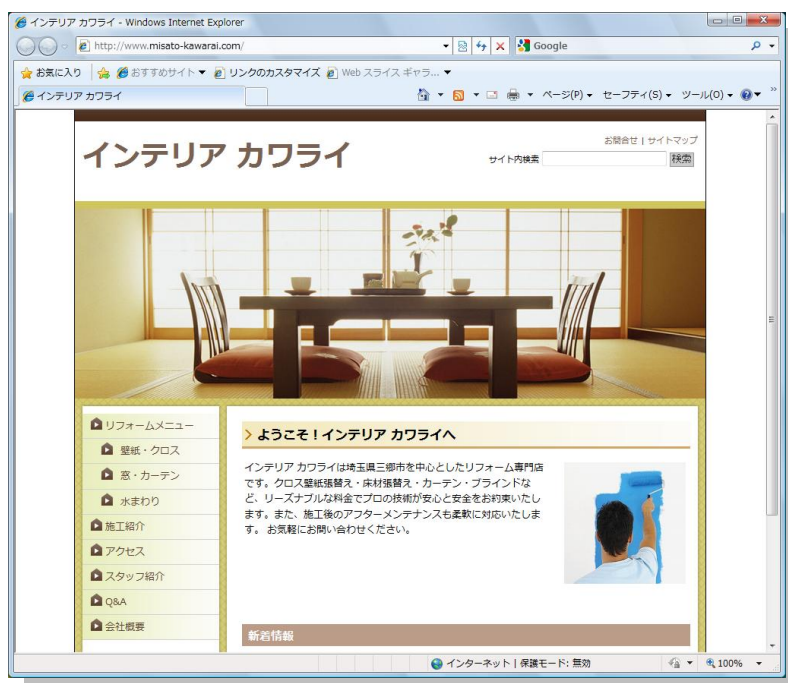 インテリア カワライ - Windows Internet Explorer
http://www.misato-kawarai.com/
Google
お気に入り おすすめサイト リンクのカスタマイズ Web スライス ギャラ...
インテリア カワライ ページ(P) セーフティ(S) ツール(O)
お問合せ | サイトマップ
インテリア カワライ
サイト内検索 検索
リフォームメニュー
壁紙・クロス
窓・カーテン
水まわり
施工紹介
アクセス
スタッフ紹介
Q&A
会社概要
ようこそ！インテリア カワライへ
インテリア カワライは埼玉県三郷市を中心としたリフォーム専門店
です。クロス壁紙張替え・床材張替え・カーテン・ブラインドな
ど、リーズナブルな料金でプロの技術が安心と安全をお約束いたし
ます。また、施工後のアフターメンテナンスも柔軟に対応いたしま
す。 お気軽にお問い合わせください。
新着情報
インターネット | 保護モード: 無効 100%